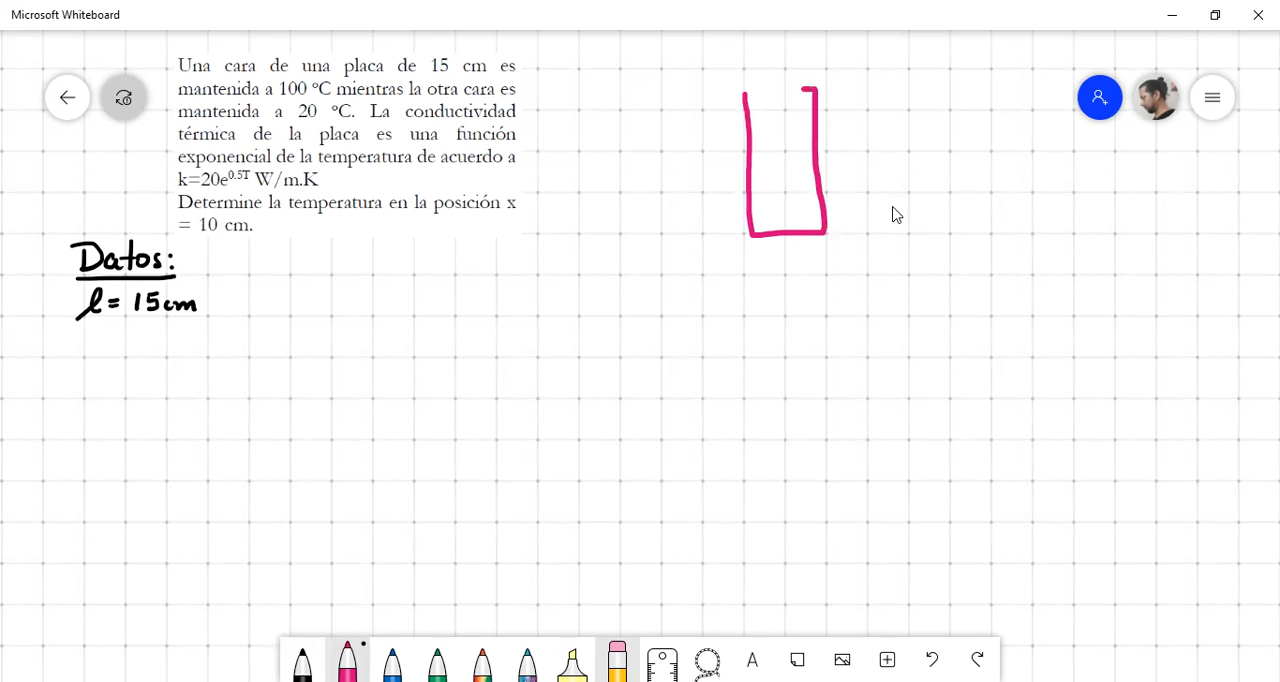 Microsoft Whiteboard
Una cara de una placa de 15 cm es
mantenida a 100 ºC mientras la otra cara es
mantenida a 20 ºC. La conductividad
térmica de la placa es una función
exponencial de la temperatura de acuerdo a
k=20e^0.5T W/m.K
Determine la temperatura en la posición x
= 10 cm.
Datos:
l = 15cm
A